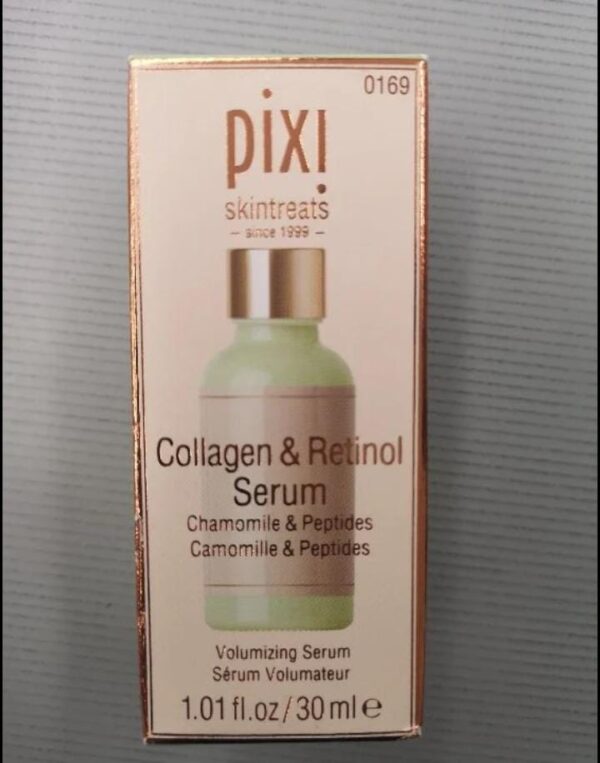 0169
pixi
skintreats
– since 1999 –
Collagen & Retinol
Serum
Chamomile & Peptides
Camomille & Peptides
Volumizing Serum
Sérum Volumateur
1.01 fl.oz/30 ml e